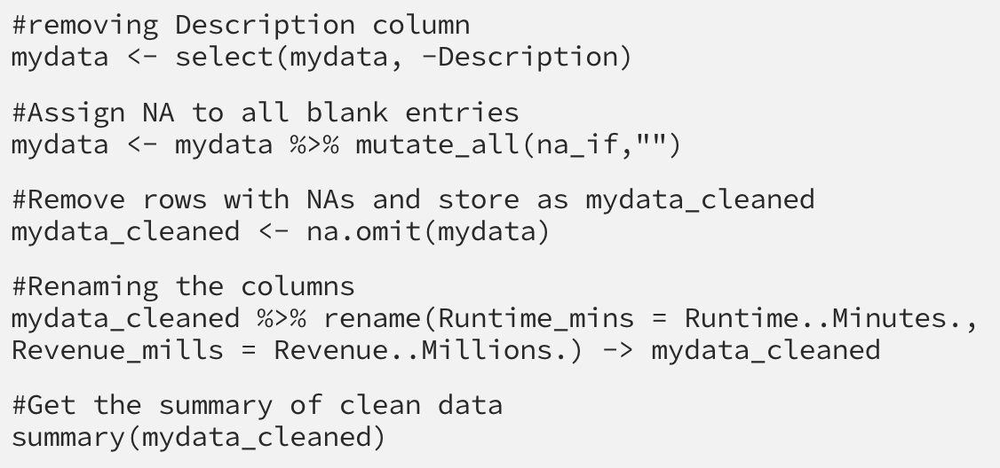 #removing Description column
mydata <- select(mydata, -Description)
#Assign NA to all blank entries
mydata <- mydata %>% mutate_all(na_if,"")
#Remove rows with NAs and store as mydata_cleaned
mydata_cleaned <- na.omit(mydata)
#Renaming the columns
mydata_cleaned %>% rename(Runtime_mins = Runtime..Minutes.,
Revenue_mills = Revenue..Millions.) -> mydata_cleaned
#Get the summary of clean data
summary(mydata_cleaned)